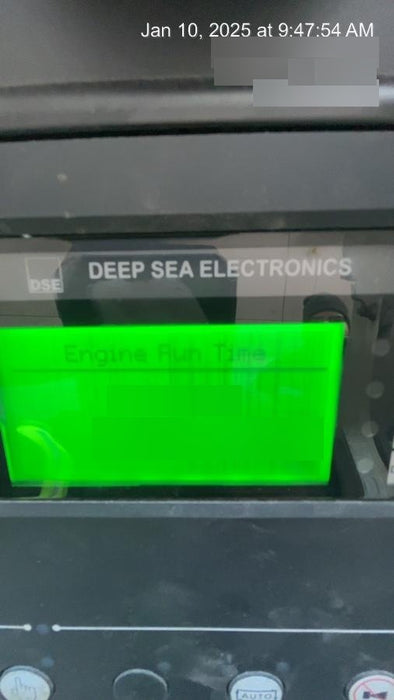 Jan 10, 2025 at 9:47:54 AM
DSE
DEEP SEA ELECTRONICS
Engine Run Time
AUTO